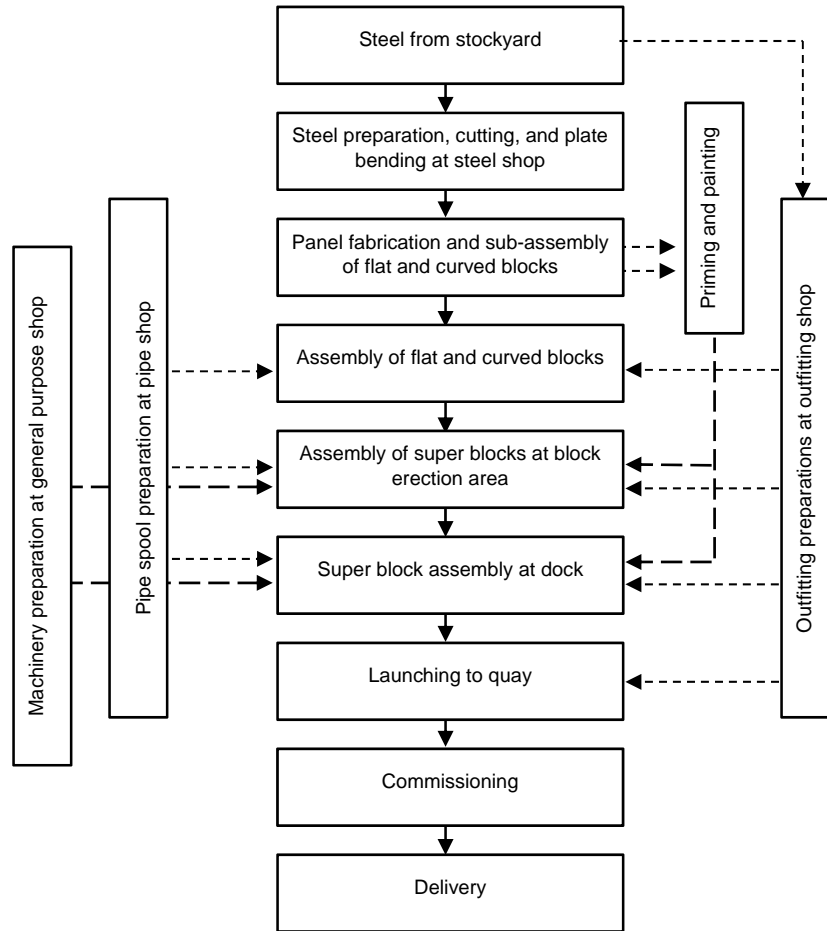 Steel from stockyard
Steel preparation, cutting, and plate
bending at steel shop
Panel fabrication and sub-assembly
of flat and curved blocks
Assembly of flat and curved blocks
Assembly of super blocks at block
erection area
Super block assembly at dock
Launching to quay
Commissioning
Delivery
Machinery preparation at general purpose shop
Pipe spool preparation at pipe shop
Priming and painting
Outfitting preparations at outfitting shop